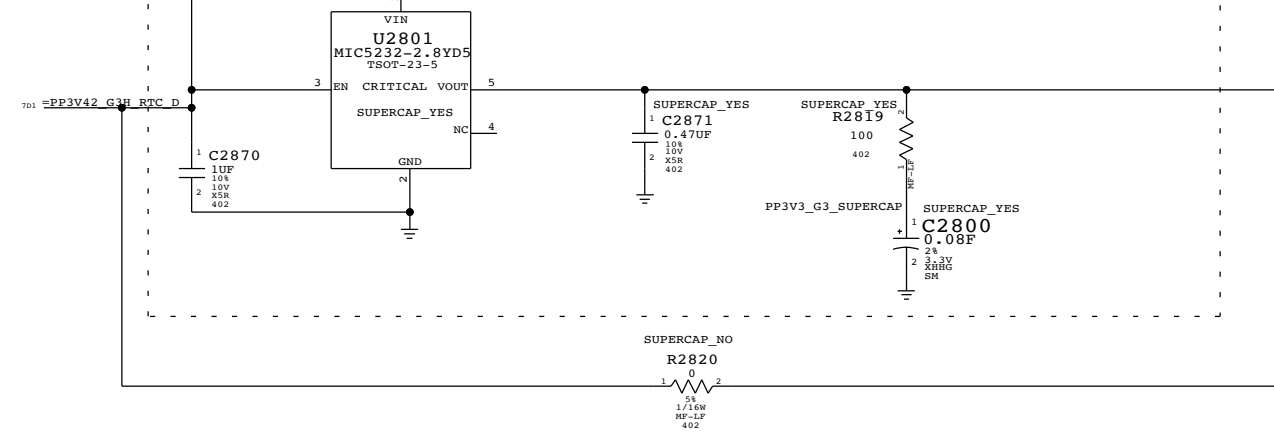 VIN
U2801
MIC5232-2.8YD5
TSOT-23-5
3 EN CRITICAL VOUT 5
SUPERCAP_YES
NC 4
GND
2
7D1 =PP3V42_G3H_RTC_D
1 C2870
1UF
10%
10V
2 X5R
402
SUPERCAP_YES
1 C2871
0.47UF
10%
10V
2 X5R
402
SUPERCAP_YES
2 R2819
100
402
1 MF-LF
PP3V3_G3_SUPERCAP
SUPERCAP_YES
1 C2800
+ 0.08F
2%
2 3.3V
XHHG
SM
SUPERCAP_NO
R2820
0
1 2
5%
1/16W
MF-LF
402